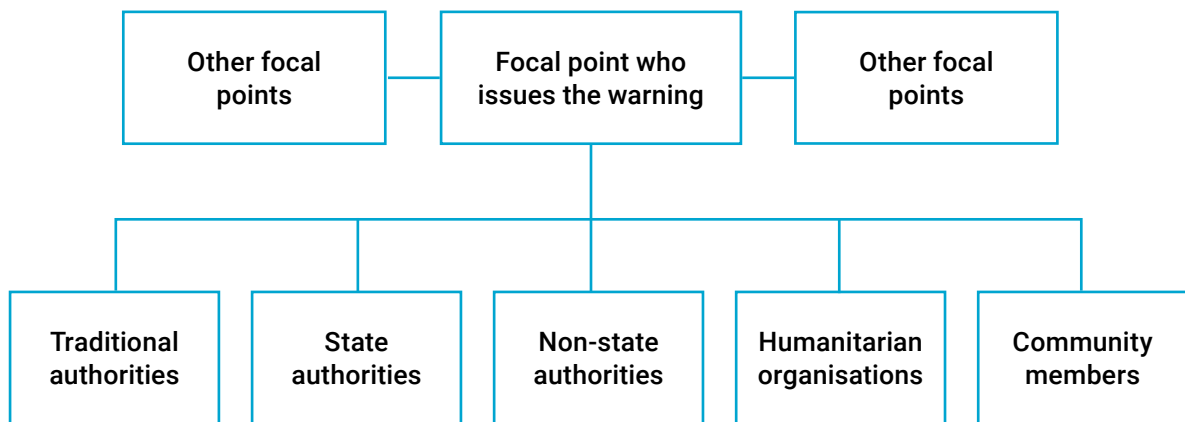 Other focal
points
Focal point who
issues the warning
Other focal
points
Traditional
authorities
State
authorities
Non-state
authorities
Humanitarian
organisations
Community
members